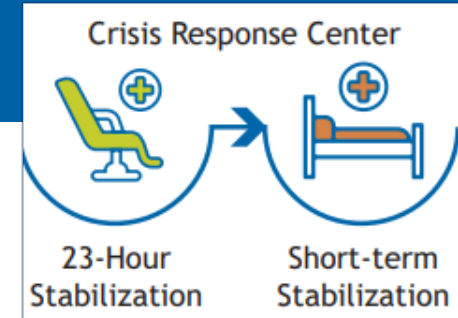 Crisis Response Center
23-Hour
Stabilization
Short-term
Stabilization